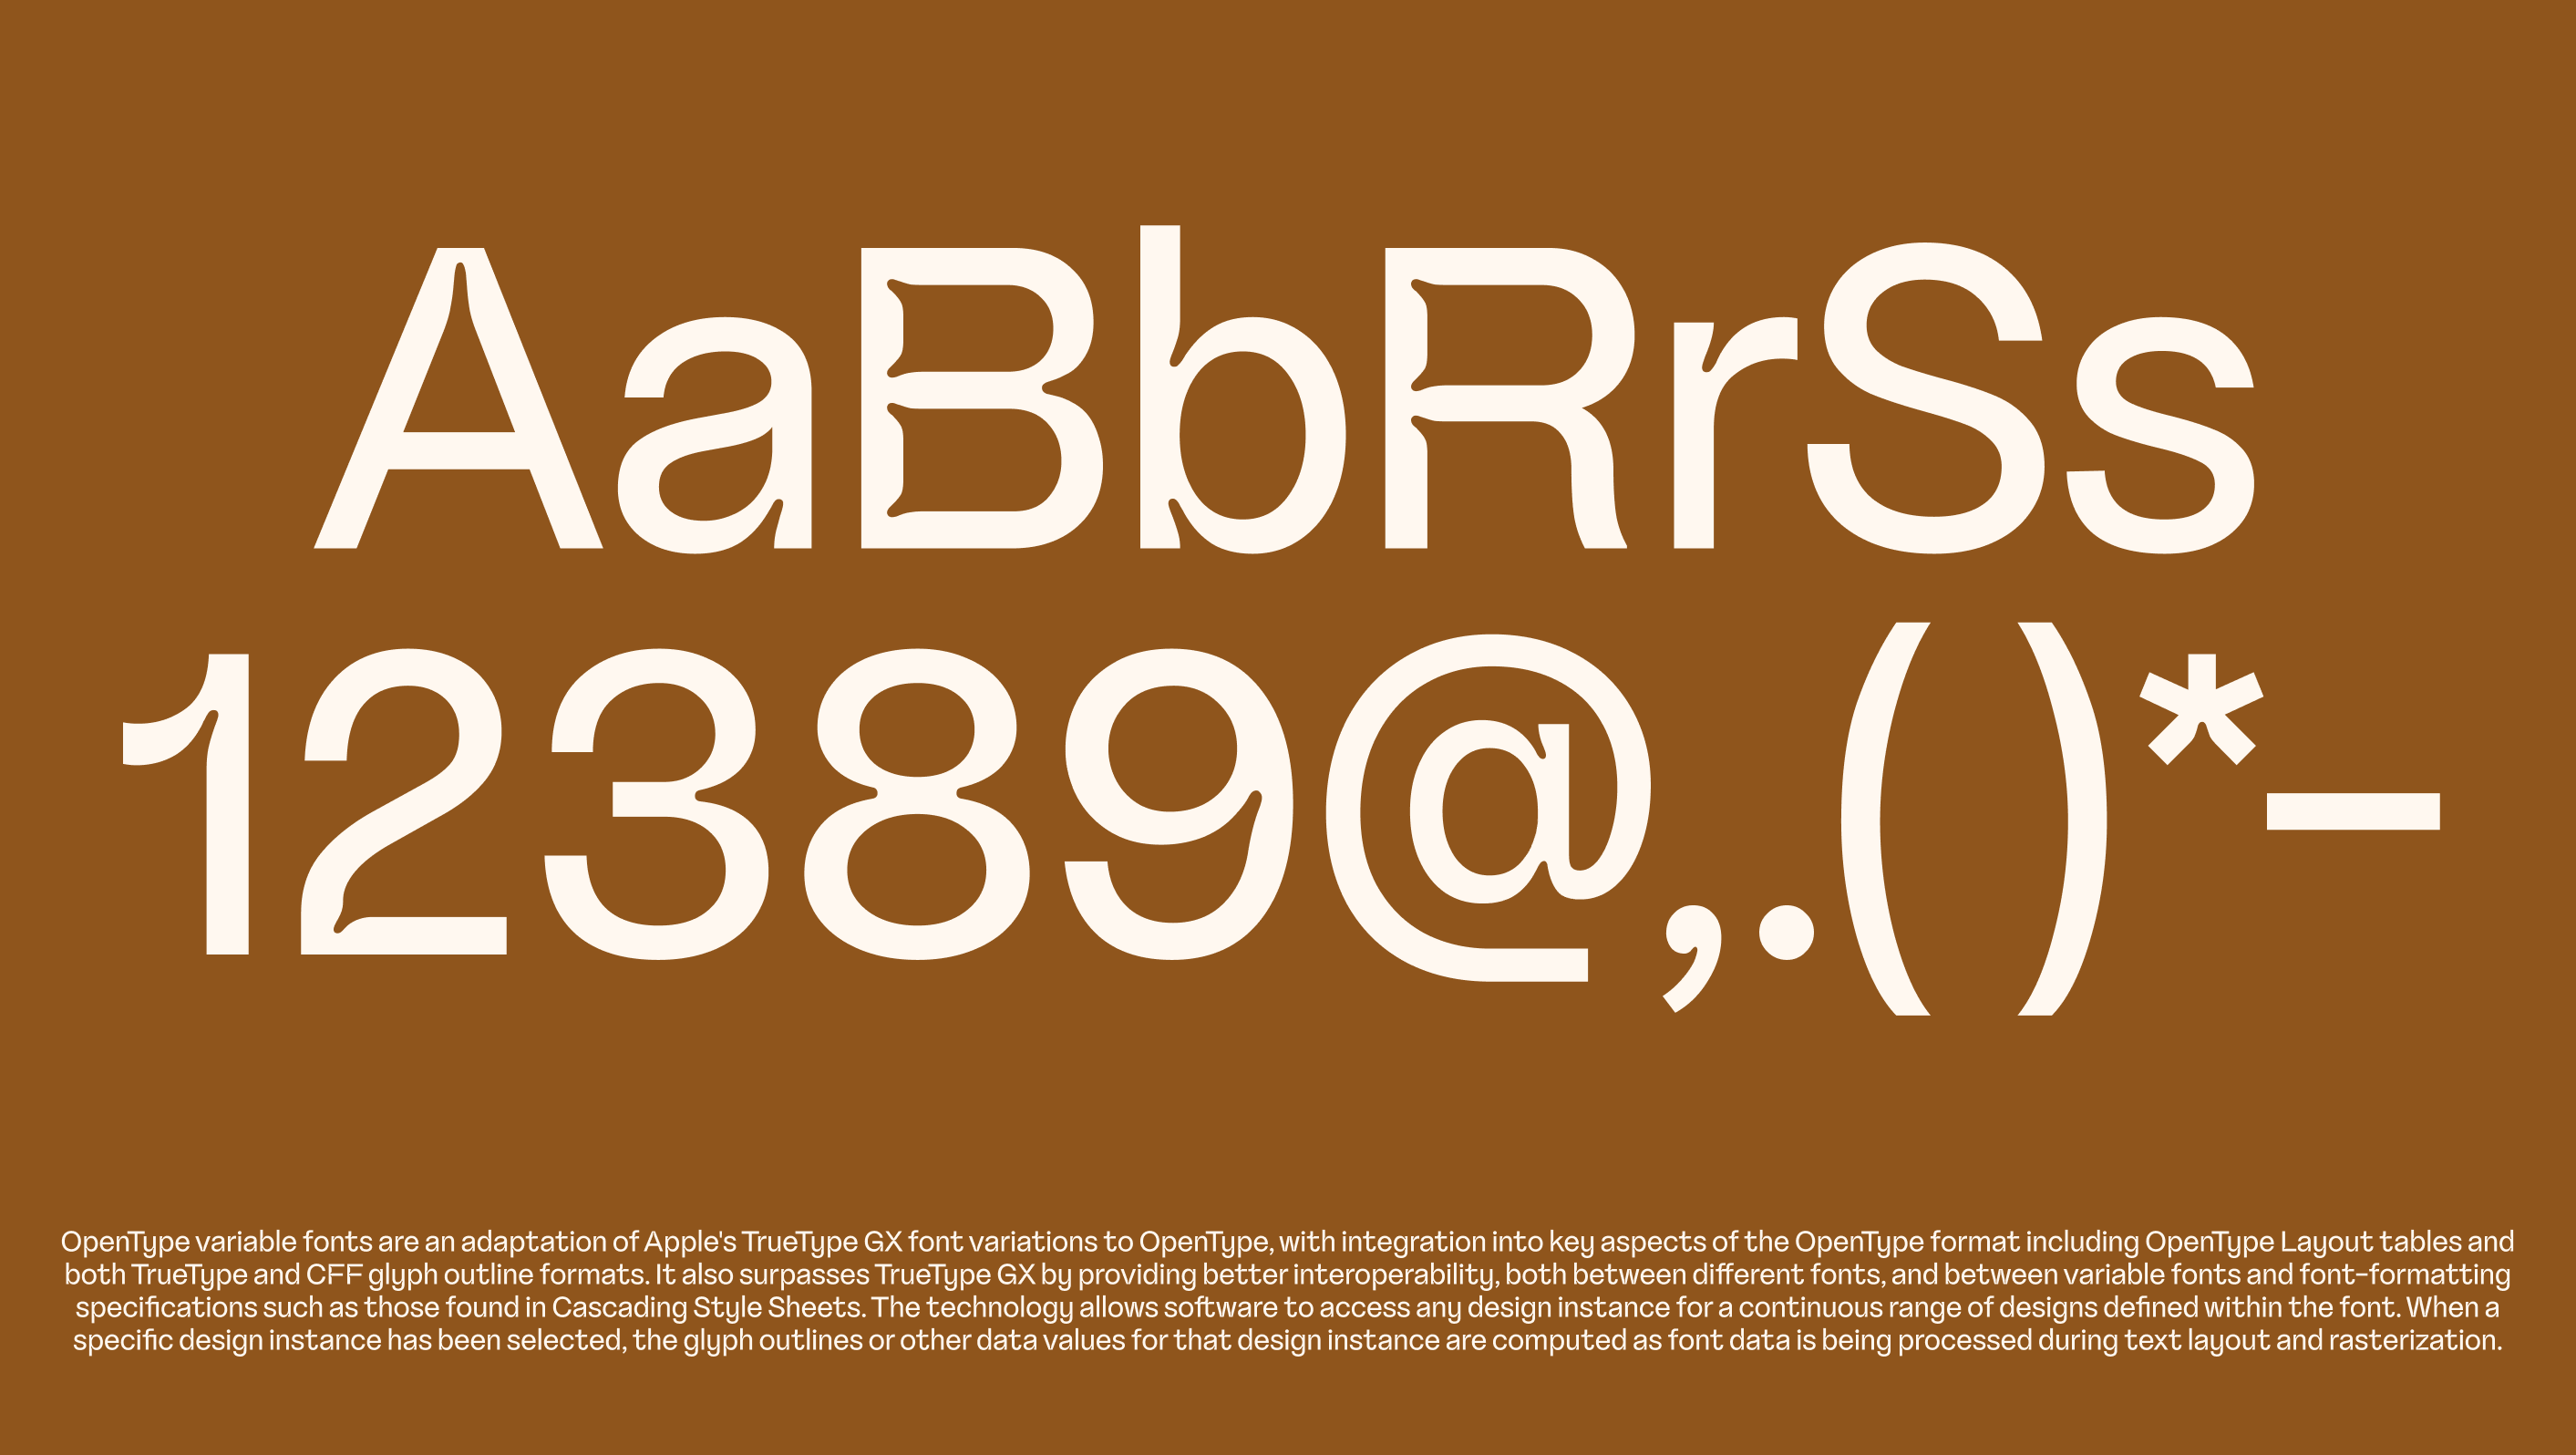 AaBbRrSs
12389@,.( )*-
OpenType variable fonts are an adaptation of Apple's TrueType GX font variations to OpenType, with integration into key aspects of the OpenType format including OpenType Layout tables and
both TrueType and CFF glyph outline formats. It also surpasses TrueType GX by providing better interoperability, both between different fonts, and between variable fonts and font-formatting
specifications such as those found in Cascading Style Sheets. The technology allows software to access any design instance for a continuous range of designs defined within the font. When a
specific design instance has been selected, the glyph outlines or other data values for that design instance are computed as font data is being processed during text layout and rasterization.